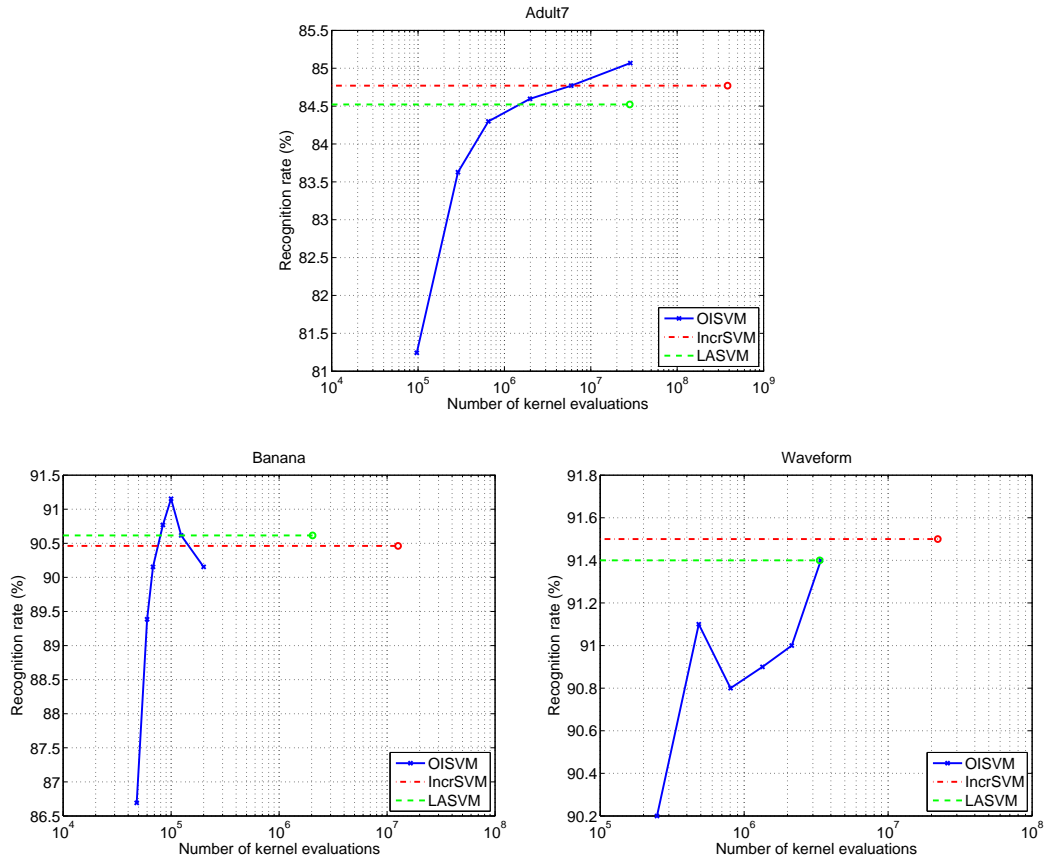 Adult7
85.5
85
84.5
84
83.5
83
82.5
82
81.5
81
Recognition rate (%)
10^4 10^5 10^6 10^7 10^8 10^9
Number of kernel evaluations
OISVM
IncrSVM
LASVM
Banana
91.5
91
90.5
90
89.5
89
88.5
88
87.5
87
86.5
Recognition rate (%)
10^4 10^5 10^6 10^7 10^8
Number of kernel evaluations
OISVM
IncrSVM
LASVM
Waveform
91.8
91.6
91.4
91.2
91
90.8
90.6
90.4
90.2
Recognition rate (%)
10^5 10^6 10^7 10^8
Number of kernel evaluations
OISVM
IncrSVM
LASVM